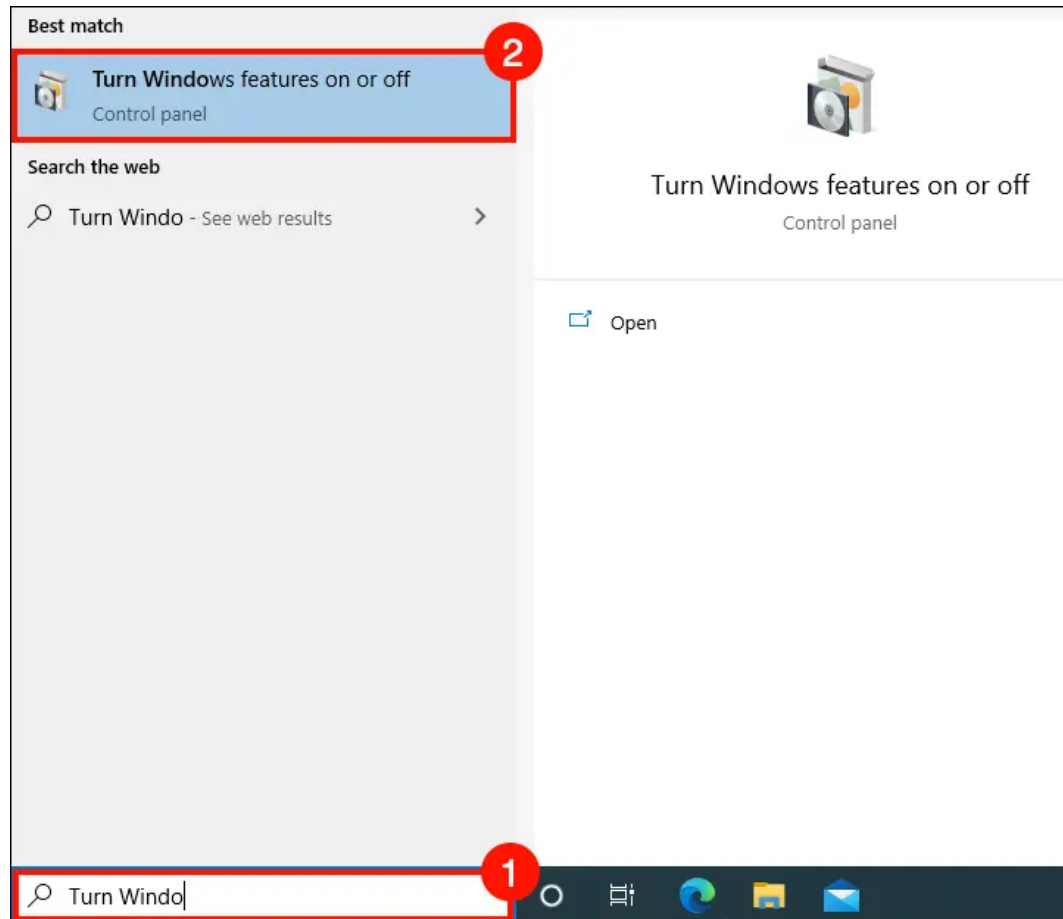 Best match
Turn Windows features on or off
Control panel
2
Search the web
Turn Windo - See web results
Turn Windows features on or off
Control panel
Open
Turn Windo
1